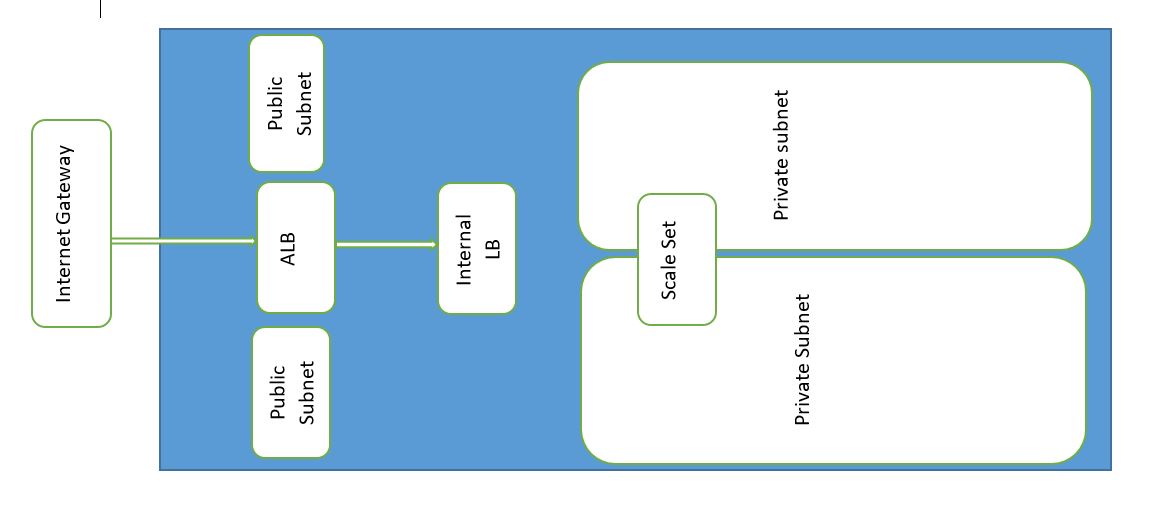 Internet Gateway
Public
Subnet
ALB
Public
Subnet
Internal
LB
Private subnet
Scale Set
Private Subnet